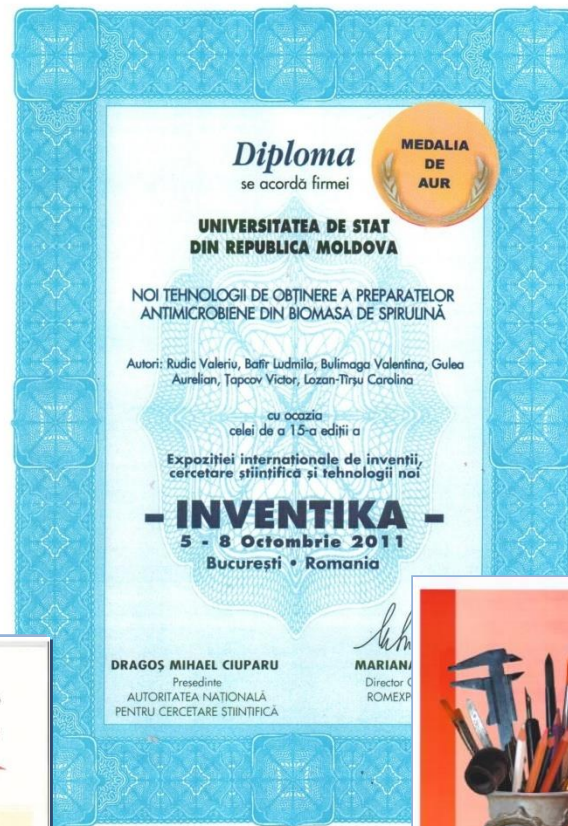 Diploma
se acordă firmei
MEDALIA
DE
AUR
UNIVERSITATEA DE STAT
DIN REPUBLICA MOLDOVA
NOI TEHNOLOGII DE OBȚINERE A PREPARATELOR
ANTIMICROBIENE DIN BIOMASA DE SPIRULINĂ
Autori: Rudic Valeriu, Batîr Ludmila, Bulimaga Valentina, Gulea
Aurelian, Țapcov Victor, Lozan-Tîrșu Carolina
cu ocazia
celei de a 15-a ediții a
Expoziției internationale de invenții,
cercetare științifică și tehnologii noi
– INVENTIKA –
5 - 8 Octombrie 2011
București • Romania
DRAGOȘ MIHAEL CIUPARU
Presedinte
AUTORITATEA NATIONALĂ
PENTRU CERCETARE STIINTIFICĂ
MARIANA
Director